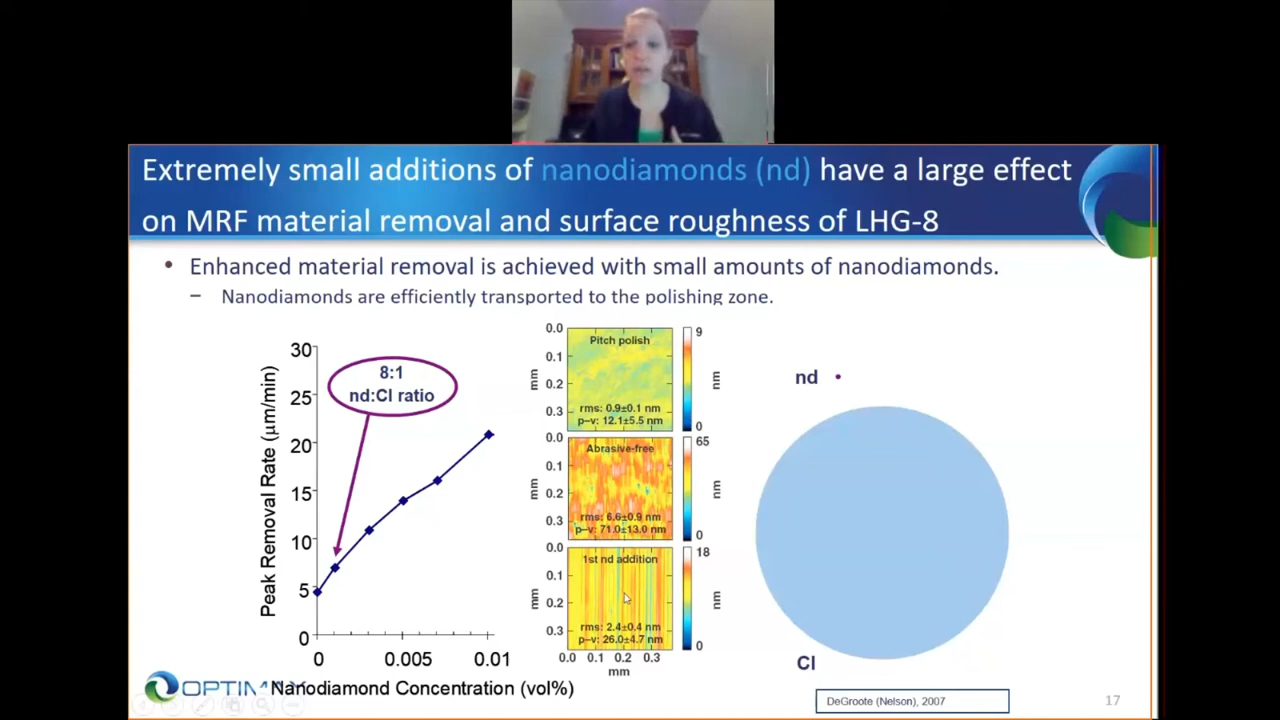 Extremely small additions of nanodiamonds (nd) have a large effect
on MRF material removal and surface roughness of LHG-8
• Enhanced material removal is achieved with small amounts of nanodiamonds.
– Nanodiamonds are efficiently transported to the polishing zone.
Peak Removal Rate (μm/min)
30
25
20
15
10
5
0
8:1
nd:CI ratio
0 0.005 0.01
Nanodiamond Concentration (vol%)
0.0
0.1
0.2
0.3
mm
Pitch polish
rms: 0.9±0.1 nm
p–v: 12.1±5.5 nm
9
0
nm
0.0
0.1
0.2
0.3
mm
Abrasive-free
rms: 6.6±0.9 nm
p–v: 71.0±13.0 nm
65
0
nm
0.0
0.1
0.2
0.3
mm
1st nd addition
rms: 2.4±0.4 nm
p–v: 26.0±4.7 nm
18
0
nm
0.0 0.1 0.2 0.3
mm
nd
CI
OPTIM
DeGroote (Nelson), 2007
17